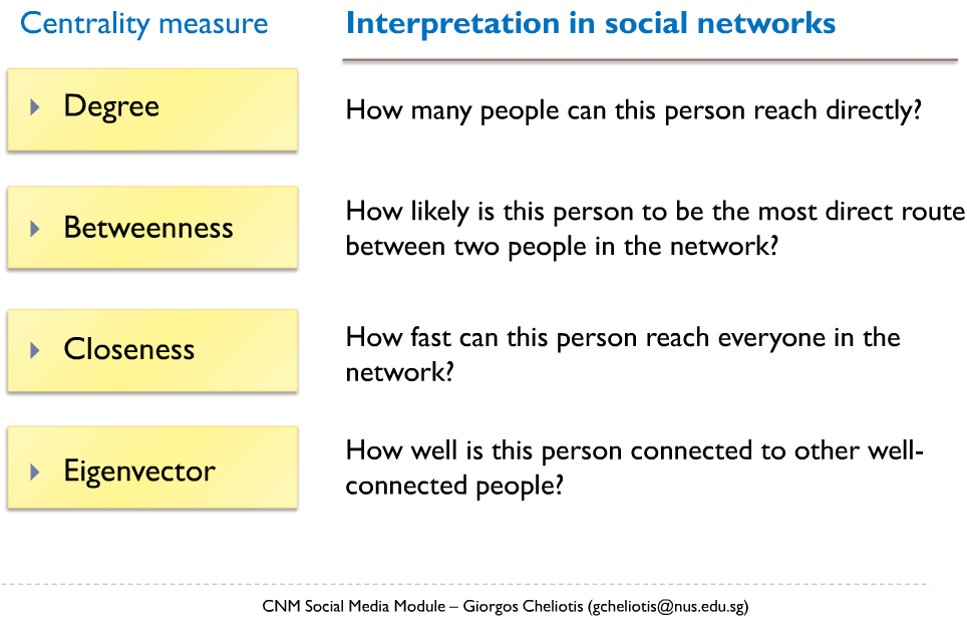 Centrality measure
Interpretation in social networks
Degree
How many people can this person reach directly?
Betweenness
How likely is this person to be the most direct route
between two people in the network?
Closeness
How fast can this person reach everyone in the
network?
Eigenvector
How well is this person connected to other well-
connected people?
CNM Social Media Module – Giorgos Cheliotis (gcheliotis@nus.edu.sg)